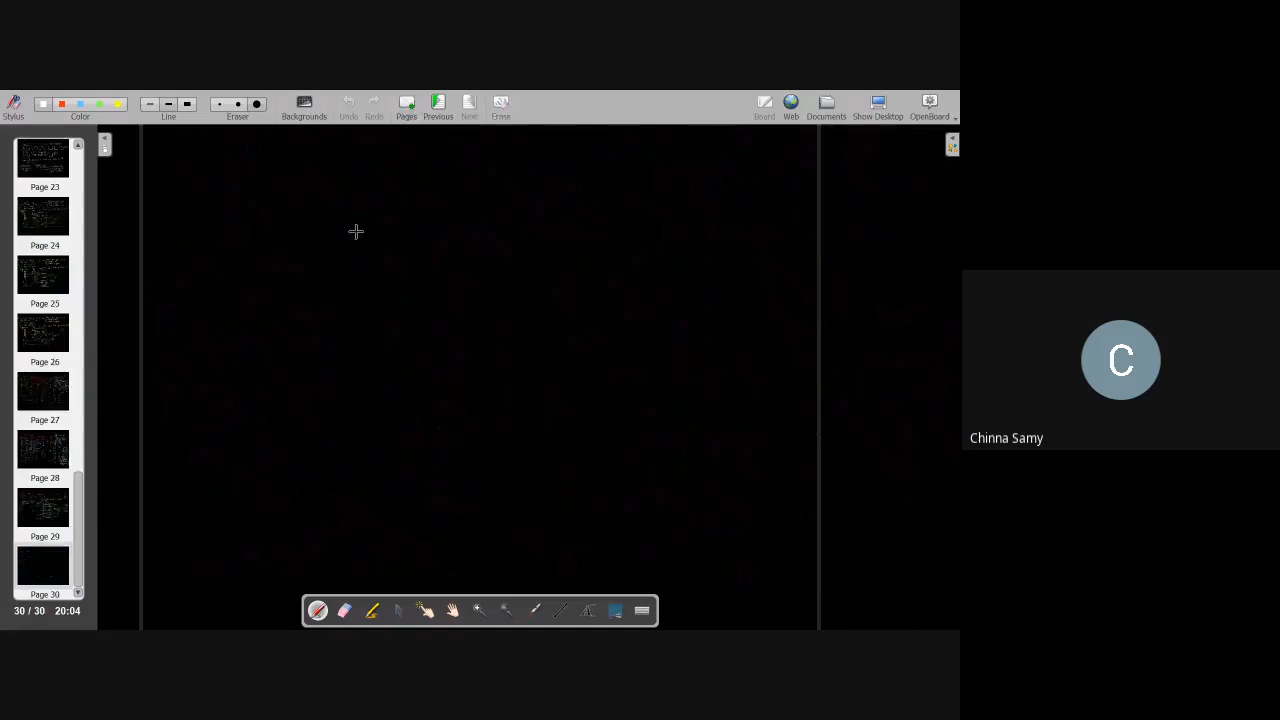 Stylus
Color
Line
Eraser
Backgrounds
Undo
Redo
Pages
Previous
Next
Erase
Board
Web
Documents
Show Desktop
OpenBoard
Page 23
Page 24
Page 25
Page 26
Page 27
Page 28
Page 29
Page 30
30 / 30 20:04
C
Chinna Samy